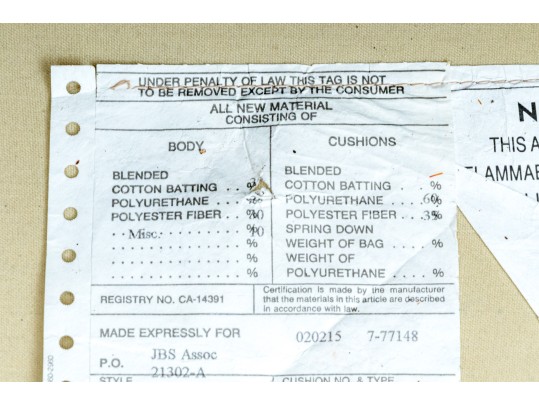 UNDER PENALTY OF LAW THIS TAG IS NOT
TO BE REMOVED EXCEPT BY THE CONSUMER
ALL NEW MATERIAL
CONSISTING OF
BODY
BLENDED
COTTON BATTING . . %
POLYURETHANE . . . %
POLYESTER FIBER . . %
Misc. %
. . . . . . . . . . . . . . . %
. . . . . . . . . . . . . . . %
. . . . . . . . . . . . . . . %
CUSHIONS
BLENDED
COTTON BATTING . . . %
POLYURETHANE %
POLYESTER FIBER %
SPRING DOWN
WEIGHT OF BAG . . . . %
WEIGHT OF
POLYURETHANE . . . . %
REGISTRY NO. CA-14391
Certification is made by the manufacturer
that the materials in this article are described
in accordance with law.
MADE EXPRESSLY FOR 020215 7-77148
P.O. JBS Assoc
21302-A
STYLE CUSHION NO. & TYPE
N
THIS A
FLAMMAB